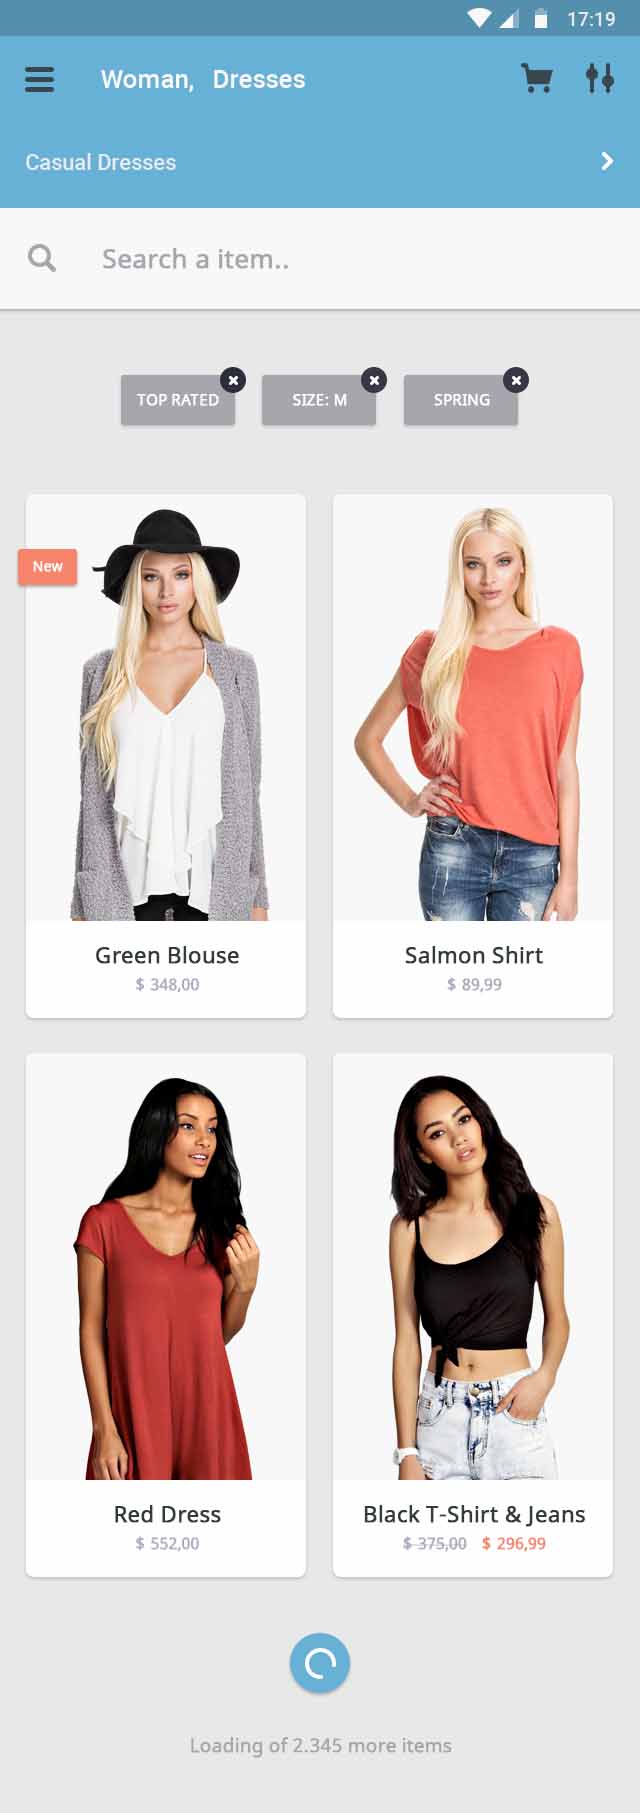 17:19
Woman, Dresses
Casual Dresses
Search a item..
TOP RATED
SIZE: M
SPRING
New
Green Blouse
$ 348,00
Salmon Shirt
$ 89,99
Red Dress
$ 552,00
Black T-Shirt & Jeans
$ 375,00 $ 296,99
Loading of 2.345 more items